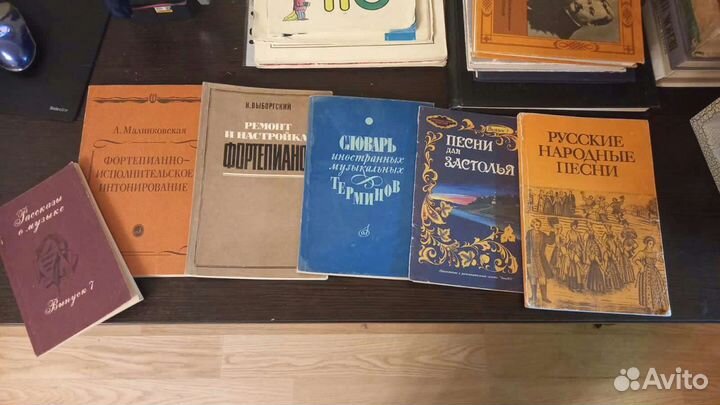 Рассказы
о музыке
Выпуск 7
А. Малинковская
ФОРТЕПИАННО-
ИСПОЛНИТЕЛЬСКОЕ
ИНТОНИРОВАНИЕ
Н. ВЫБОРГСКИЙ
РЕМОНТ
И НАСТРОЙКА
ФОРТЕПИАНО
СЛОВАРЬ
иностранных
музыкальных
ТЕРМИНОВ
ПЕСНИ
для
ЗАСТОЛЬЯ
РУССКИЕ
НАРОДНЫЕ
ПЕСНИ
Avito